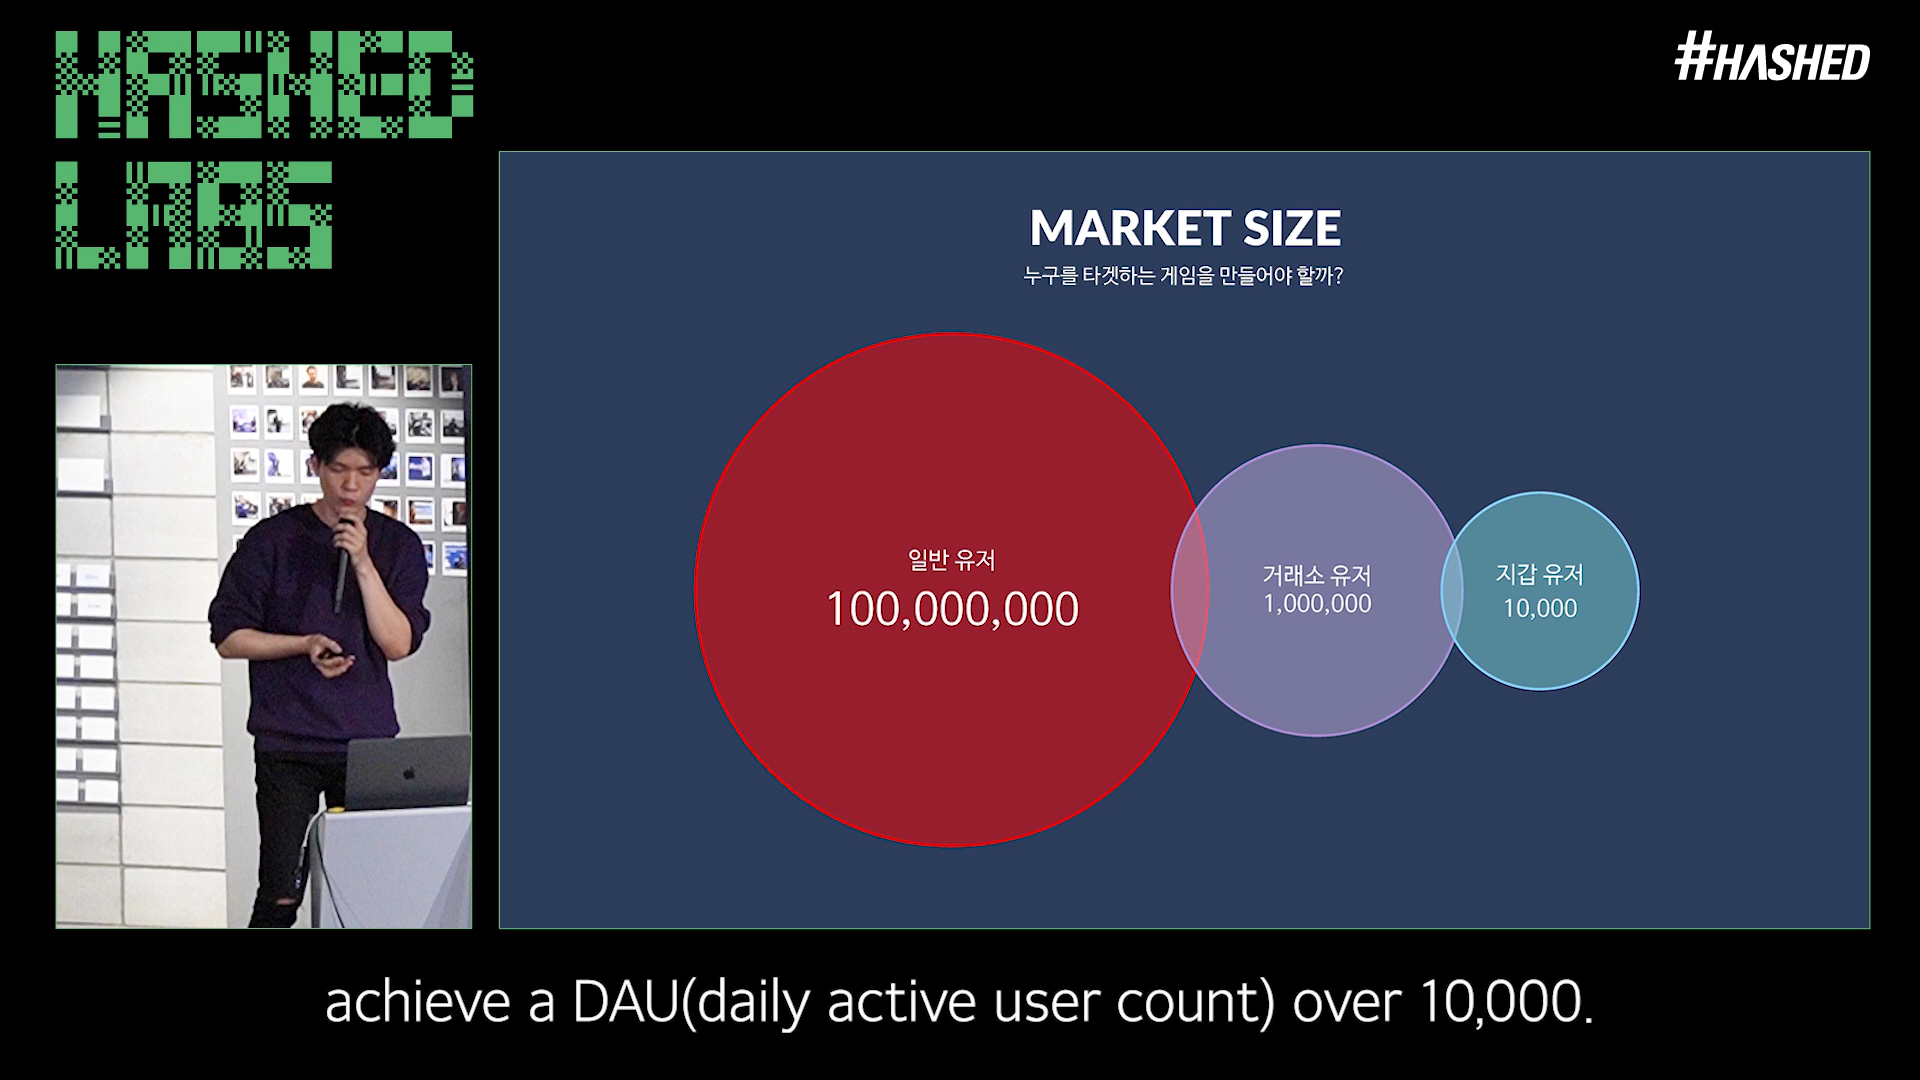 HASHED
LABS
#HASHED
MARKET SIZE
누구를 타겟하는 게임을 만들어야 할까?
일반 유저
100,000,000
거래소 유저
1,000,000
지갑 유저
10,000
achieve a DAU(daily active user count) over 10,000.